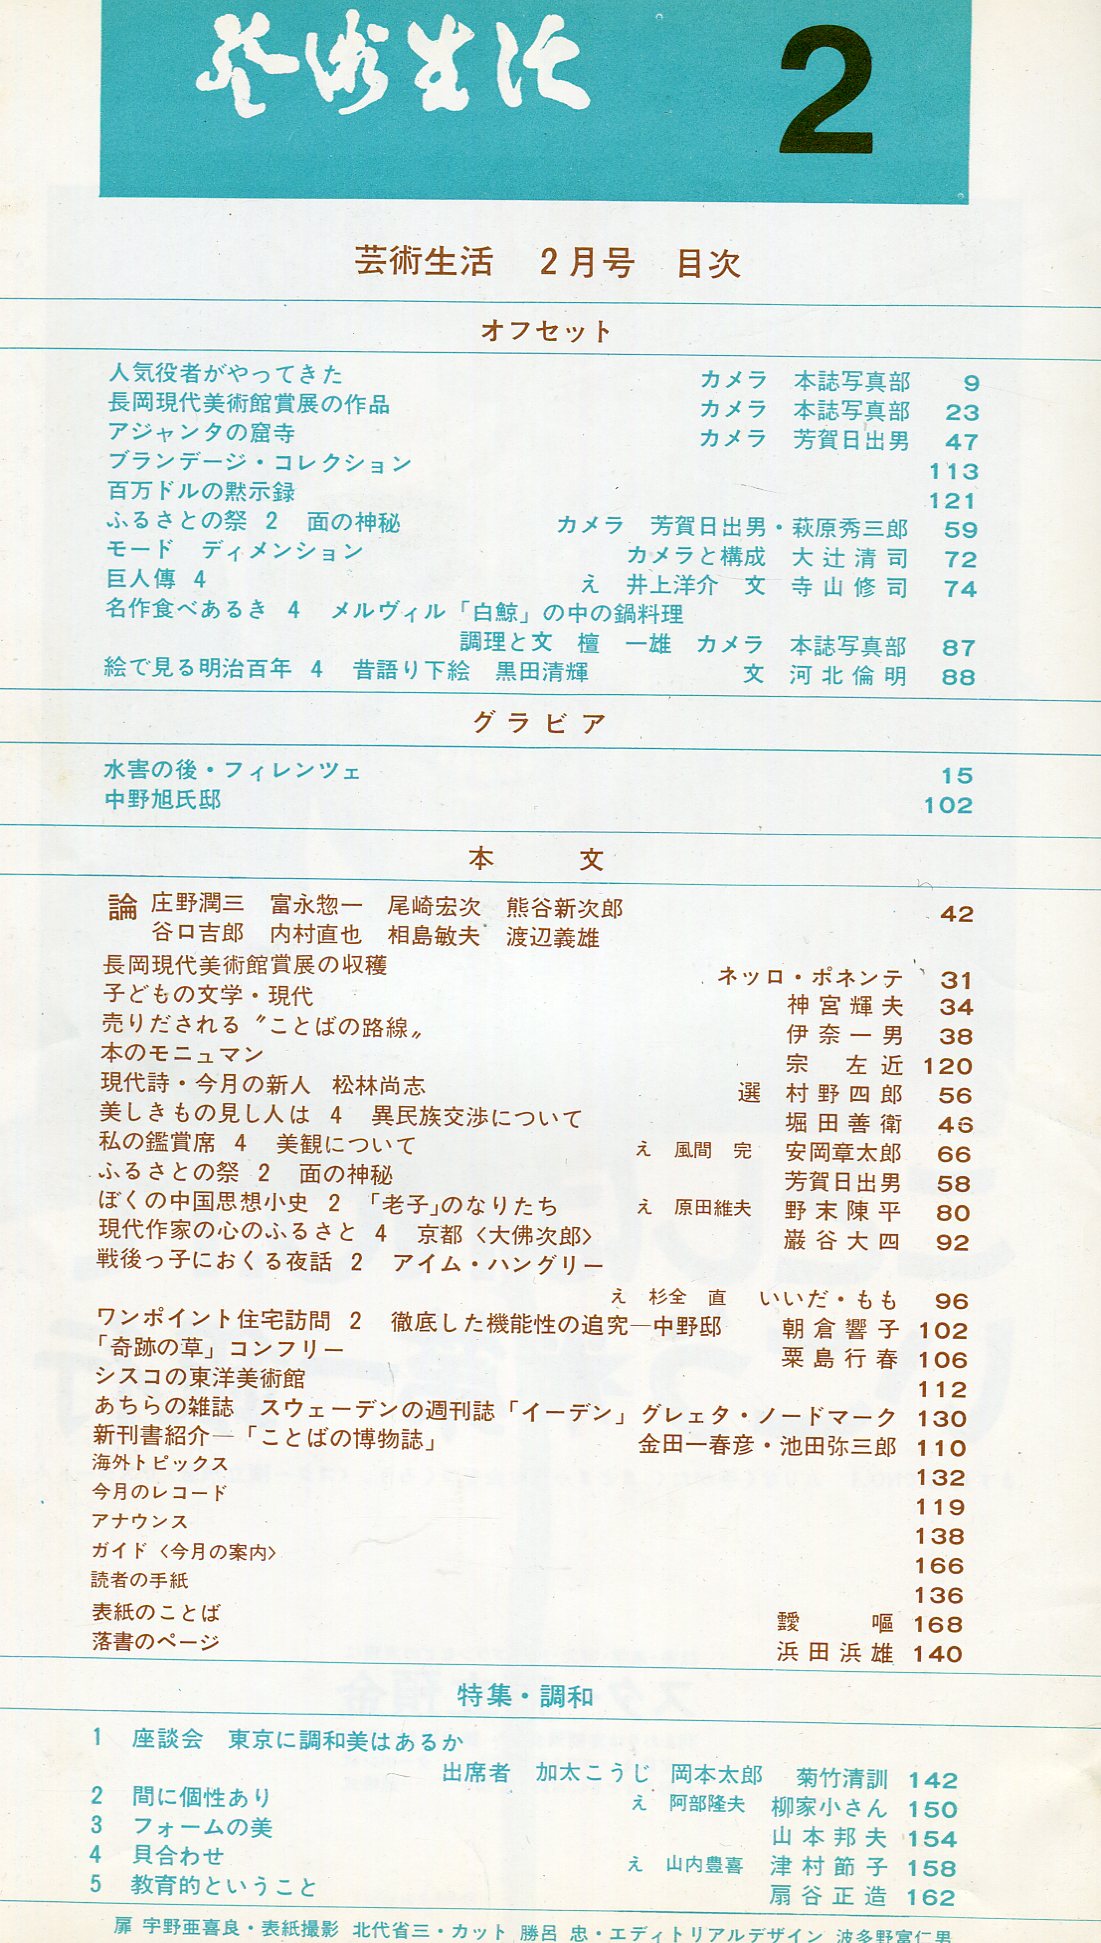 芸術生活 2
芸術生活 2月号 目次
オフセット
人気役者がやってきた カメラ 本誌写真部 9
長岡現代美術館賞展の作品 カメラ 本誌写真部 23
アジャンタの窟寺 カメラ 芳賀日出男 47
ブランデージ・コレクション 113
百万ドルの黙示録 121
ふるさとの祭 2 面の神秘 カメラ 芳賀日出男・萩原秀三郎 59
モード ディメンション カメラと構成 大辻清司 72
巨人傳 4 え 井上洋介 文 寺山修司 74
名作食べあるき 4 メルヴィル「白鯨」の中の鍋料理
調理と文 檀 一雄 カメラ 本誌写真部 87
絵で見る明治百年 4 昔語り下絵 黒田清輝 文 河北倫明 88
グラビア
水害の後・フィレンツェ 15
中野旭氏邸 102
本 文
論 庄野潤三 富永惣一 尾崎宏次 熊谷新次郎 42
谷口吉郎 内村直也 相島敏夫 渡辺義雄
長岡現代美術館賞展の収穫 ネッロ・ポネンテ 31
子どもの文学・現代 神宮輝夫 34
売りだされる〝ことばの路線〟 伊奈一男 38
本のモニュマン 宗 左近 120
現代詩・今月の新人 松林尚志 選 村野四郎 56
美しきもの見し人は 4 異民族交渉について 堀田善衛 46
私の鑑賞席 4 美観について え 風間 完 安岡章太郎 66
ふるさとの祭 2 面の神秘 芳賀日出男 58
ぼくの中国思想小史 2 「老子」のなりたち え 原田維夫 野末陳平 80
現代作家の心のふるさと 4 京都〈大佛次郎〉 巌谷大四 92
戦後っ子におくる夜話 2 アイム・ハングリー
え 杉全 直 いいだ・もも 96
ワンポイント住宅訪問 2 徹底した機能性の追究―中野邸 朝倉響子 102
「奇跡の草」コンフリー 粟島行春 106
シスコの東洋美術館 112
あちらの雑誌 スウェーデンの週刊誌「イーデン」グレェタ・ノードマーク 130
新刊書紹介―「ことばの博物誌」 金田一春彦・池田弥三郎 110
海外トピックス 132
今月のレコード 119
アナウンス 138
ガイド〈今月の案内〉 166
読者の手紙 136
表紙のことば 靉 嘔 168
落書のページ 浜田浜雄 140
特集・調和
1 座談会 東京に調和美はあるか
出席者 加太こうじ 岡本太郎 菊竹清訓 142
2 間に個性あり え 阿部隆夫 柳家小さん 150
3 フォームの美 山本邦夫 154
4 貝合わせ え 山内豊喜 津村節子 158
5 教育的ということ 扇谷正造 162
扉 宇野亜喜良・表紙撮影 北代省三・カット 勝呂 忠・エディトリアルデザイン 波多野富仁男